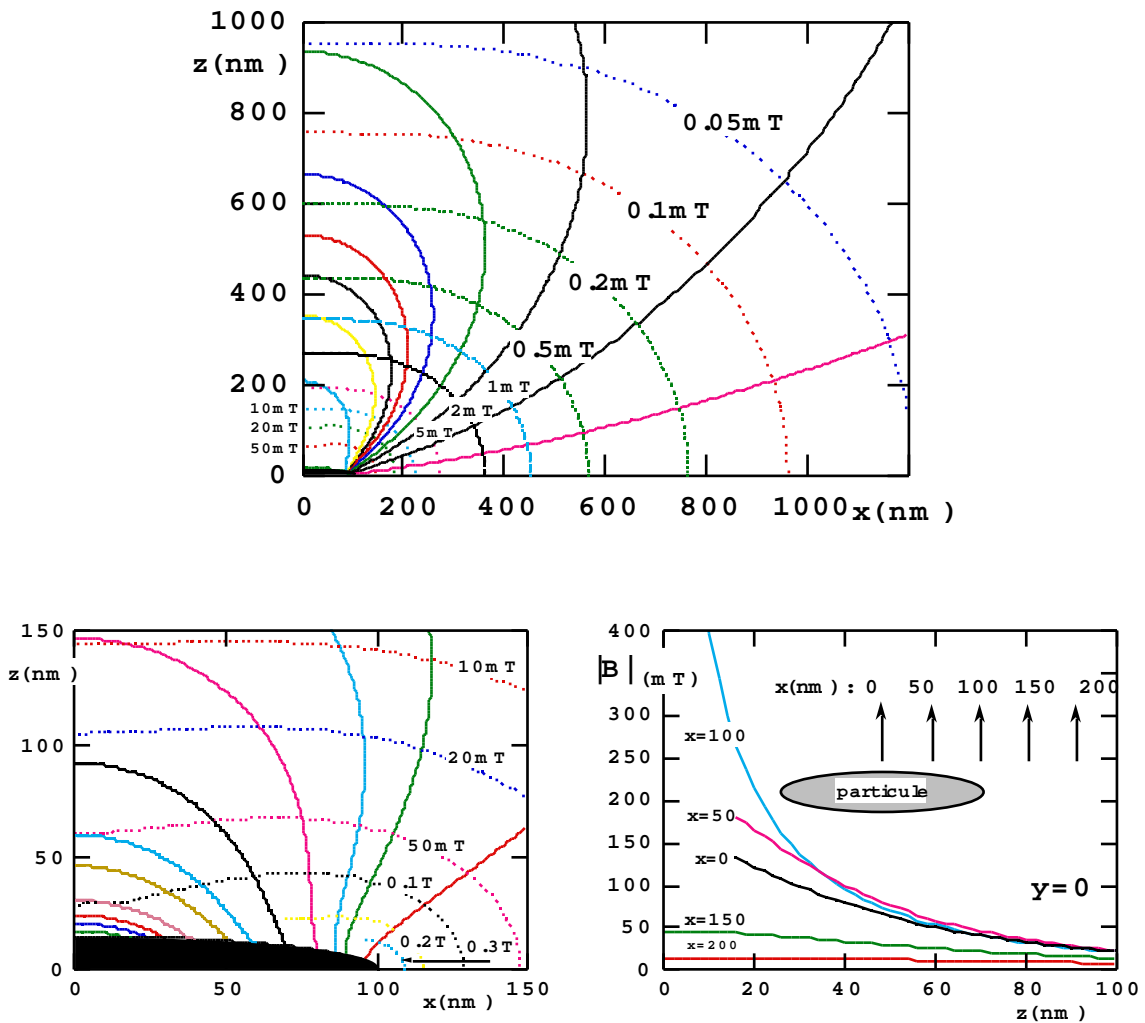 1000
z(nm)
800
600
400
200
0
0.05mT
0.1mT
0.2mT
0.5mT
1mT
2mT
5mT
10mT
20mT
50mT
0 200 400 600 800 1000 x(nm)
150
z(nm)
100
50
0
10mT
20mT
50mT
0.1T
0.2T 0.3T
0 50 100 150
x(nm)
400
|B| (mT)
300
250
200
150
100
50
0
x(nm): 0 50 100 150 200
x=100
particule
x=50
x=0
y=0
x=150
x=200
0 20 40 60 80 100
z(nm)